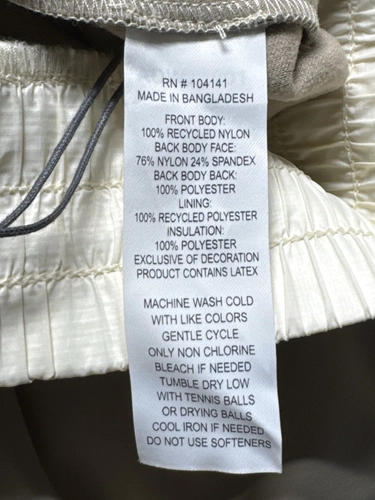 RN # 104141
MADE IN BANGLADESH
FRONT BODY:
100% RECYCLED NYLON
BACK BODY FACE:
76% NYLON 24% SPANDEX
BACK BODY BACK:
100% POLYESTER
LINING:
100% RECYCLED POLYESTER
INSULATION:
100% POLYESTER
EXCLUSIVE OF DECORATION
PRODUCT CONTAINS LATEX
MACHINE WASH COLD
WITH LIKE COLORS
GENTLE CYCLE
ONLY NON CHLORINE
BLEACH IF NEEDED
TUMBLE DRY LOW
WITH TENNIS BALLS
OR DRYING BALLS
COOL IRON IF NEEDED
DO NOT USE SOFTENERS